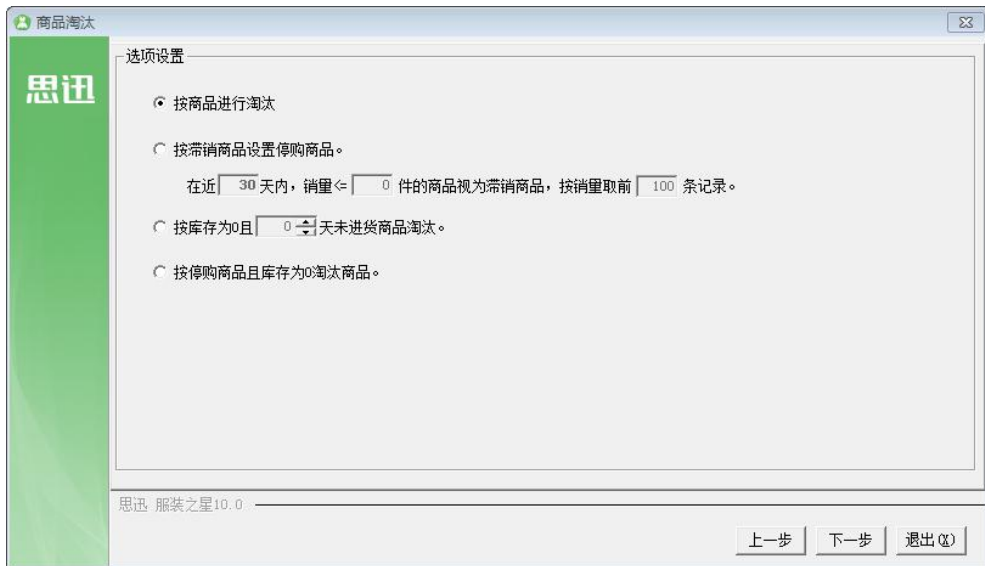 商品淘汰
思迅
选项设置
按商品进行淘汰
按滞销商品设置停购商品。
在近 30 天内，销量<= 0 件的商品视为滞销商品，按销量取前 100 条记录。
按库存为0且 0 天未进货商品淘汰。
按停购商品且库存为0淘汰商品。
思迅 服装之星10.0
上一步 下一步 退出(X)